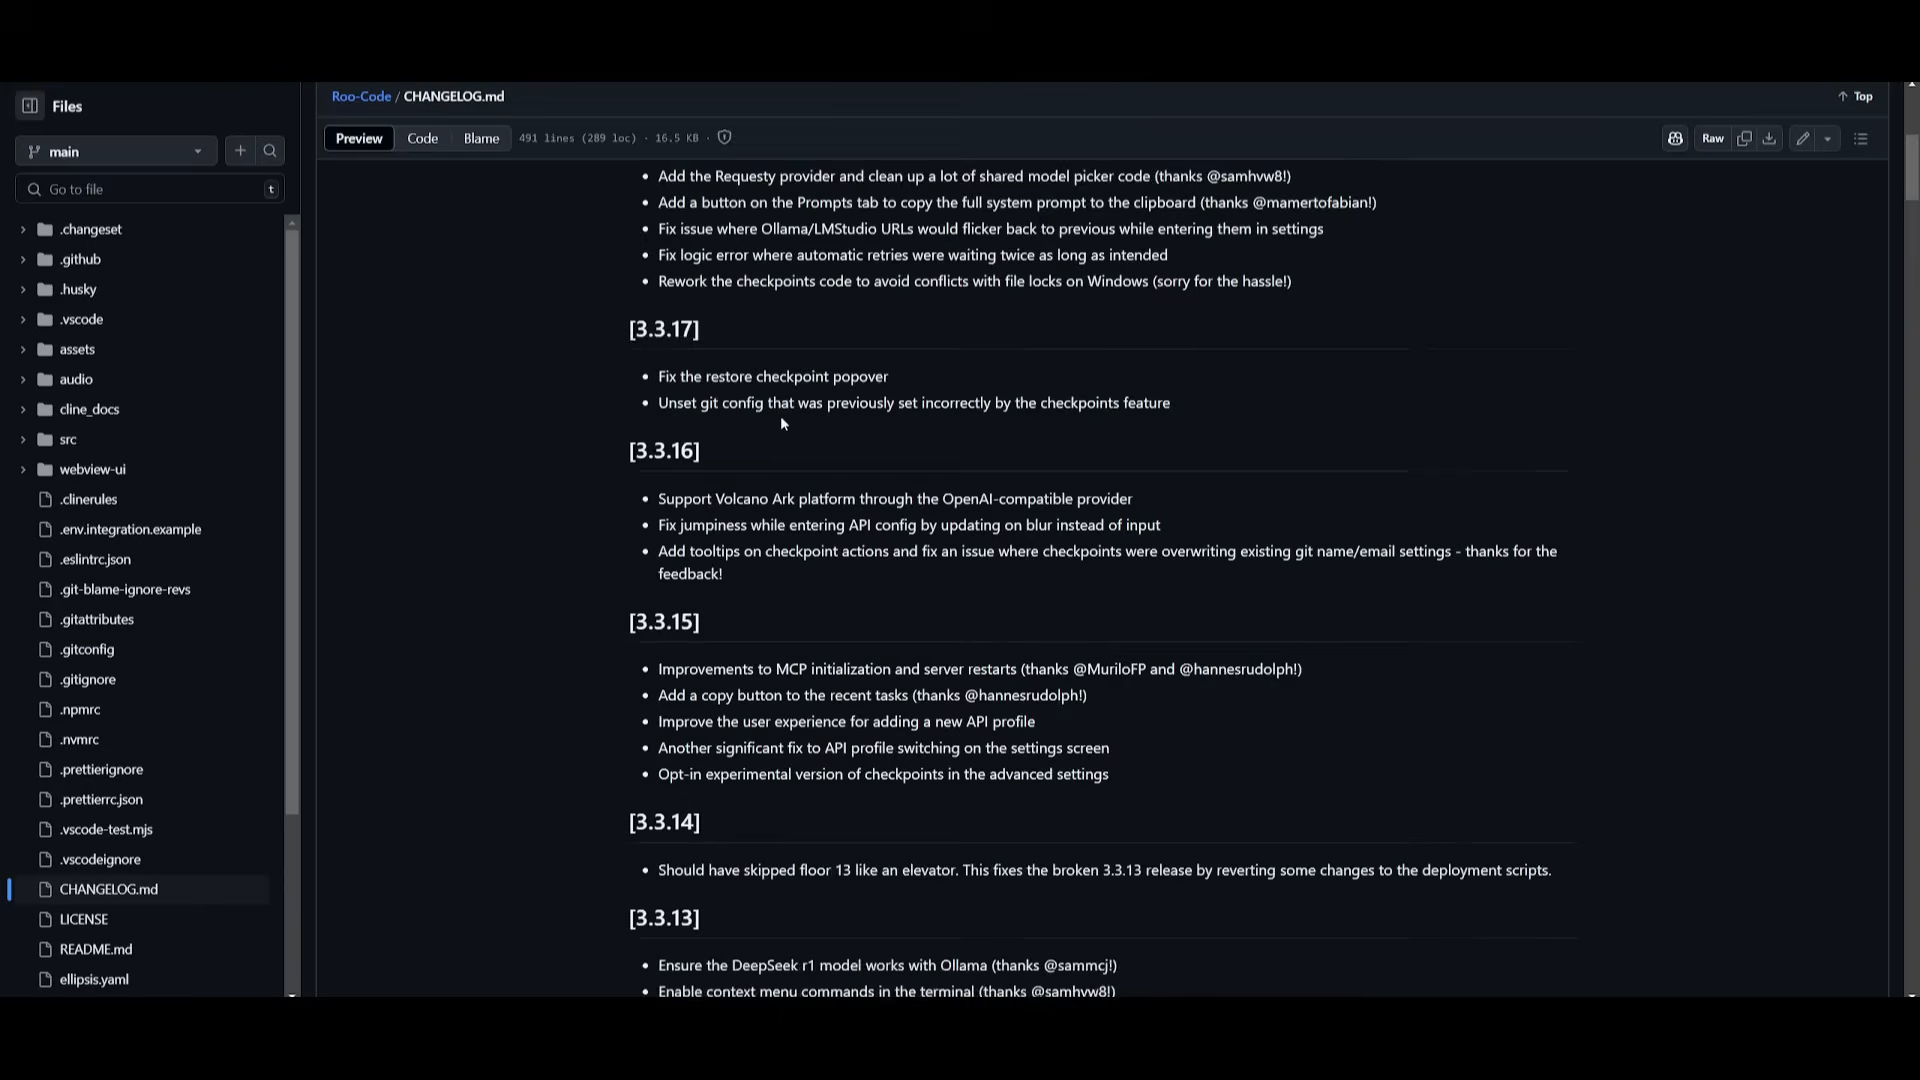 Files
Roo-Code / CHANGELOG.md
Top
main
Preview Code Blame 491 lines (289 loc) · 16.5 KB ·
Raw
Go to file t
.changeset
.github
.husky
.vscode
assets
audio
cline_docs
src
webview-ui
.clinerules
.env.integration.example
.eslintrc.json
.git-blame-ignore-revs
.gitattributes
.gitconfig
.gitignore
.npmrc
.nvmrc
.prettierignore
.prettierrc.json
.vscode-test.mjs
.vscodeignore
CHANGELOG.md
LICENSE
README.md
ellipsis.yaml
• Add the Requesty provider and clean up a lot of shared model picker code (thanks @samhvw8!)
• Add a button on the Prompts tab to copy the full system prompt to the clipboard (thanks @mamertofabian!)
• Fix issue where Ollama/LMStudio URLs would flicker back to previous while entering them in settings
• Fix logic error where automatic retries were waiting twice as long as intended
• Rework the checkpoints code to avoid conflicts with file locks on Windows (sorry for the hassle!)
[3.3.17]
• Fix the restore checkpoint popover
• Unset git config that was previously set incorrectly by the checkpoints feature
[3.3.16]
• Support Volcano Ark platform through the OpenAI-compatible provider
• Fix jumpiness while entering API config by updating on blur instead of input
• Add tooltips on checkpoint actions and fix an issue where checkpoints were overwriting existing git name/email settings - thanks for the
feedback!
[3.3.15]
• Improvements to MCP initialization and server restarts (thanks @MuriloFP and @hannesrudolph!)
• Add a copy button to the recent tasks (thanks @hannesrudolph!)
• Improve the user experience for adding a new API profile
• Another significant fix to API profile switching on the settings screen
• Opt-in experimental version of checkpoints in the advanced settings
[3.3.14]
• Should have skipped floor 13 like an elevator. This fixes the broken 3.3.13 release by reverting some changes to the deployment scripts.
[3.3.13]
• Ensure the DeepSeek r1 model works with Ollama (thanks @sammcj!)
• Enable context menu commands in the terminal (thanks @samhvw8!)